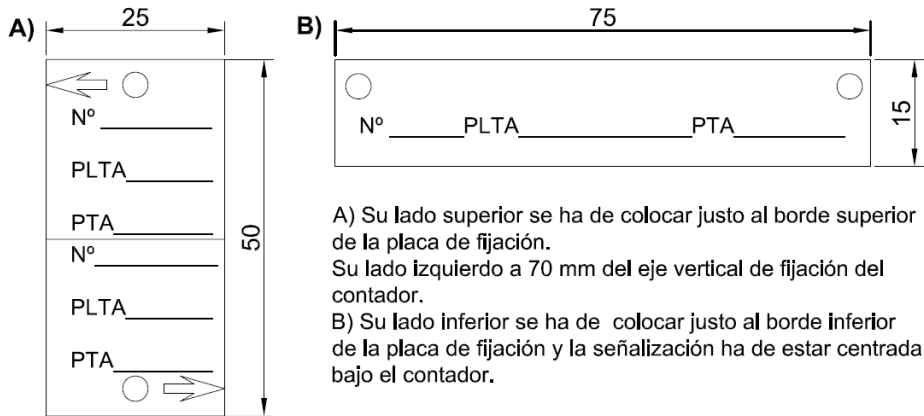 A)
25
Nº
PLTA
PTA
Nº
PLTA
PTA
50
B)
75
Nº PLTA PTA
15
A) Su lado superior se ha de colocar justo al borde superior
de la placa de fijación.
Su lado izquierdo a 70 mm del eje vertical de fijación del
contador.
B) Su lado inferior se ha de colocar justo al borde inferior
de la placa de fijación y la señalización ha de estar centrada
bajo el contador.